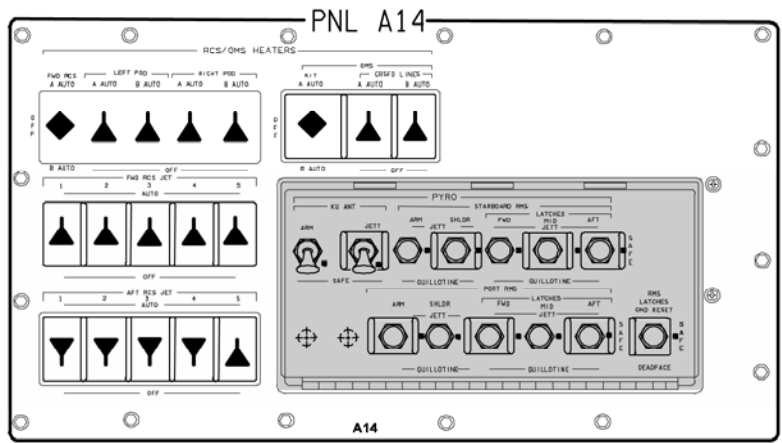 PNL A14
RCS/OMS HEATERS
FWD RCS LEFT POD RIGHT POD
A AUTO A AUTO B AUTO A AUTO B AUTO
OFF
B AUTO OFF
OMS
KIT CRSFD LINES
A AUTO A AUTO B AUTO
OFF
B AUTO OFF
FWD RCS JET
1 2 3 4 5
AUTO
OFF
AFT RCS JET
1 2 3 4 5
AUTO
OFF
PYRO
KU ANT STARBOARD RMS
ARM JETT ARM SHLDR FWD LATCHES MID AFT
JETT JETT
SAFE
SAFE GUILLOTINE GUILLOTINE
PORT RMS
ARM SHLDR FWD LATCHES MID AFT
JETT JETT
SAFE
GUILLOTINE GUILLOTINE
RMS
LATCHES
GND RESET
SAFE
DEADFACE
A14